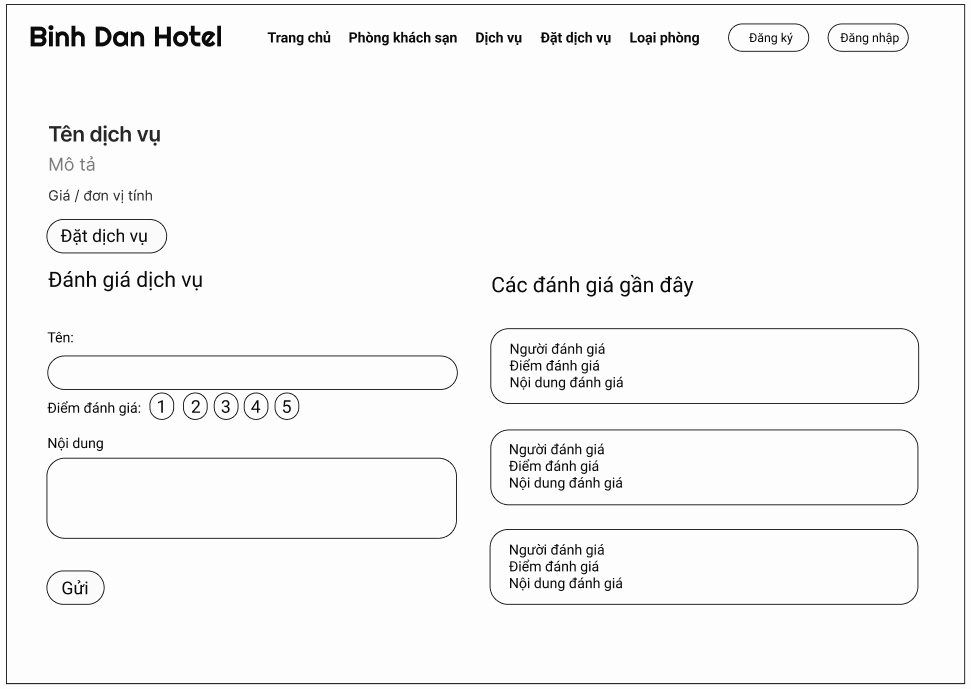 Binh Dan Hotel
Trang chủ Phòng khách sạn Dịch vụ Đặt dịch vụ Loại phòng Đăng ký Đăng nhập
Tên dịch vụ
Mô tả
Giá / đơn vị tính
Đặt dịch vụ
Đánh giá dịch vụ
Tên:
Điểm đánh giá: 1 2 3 4 5
Nội dung
Gửi
Các đánh giá gần đây
Người đánh giá
Điểm đánh giá
Nội dung đánh giá
Người đánh giá
Điểm đánh giá
Nội dung đánh giá
Người đánh giá
Điểm đánh giá
Nội dung đánh giá